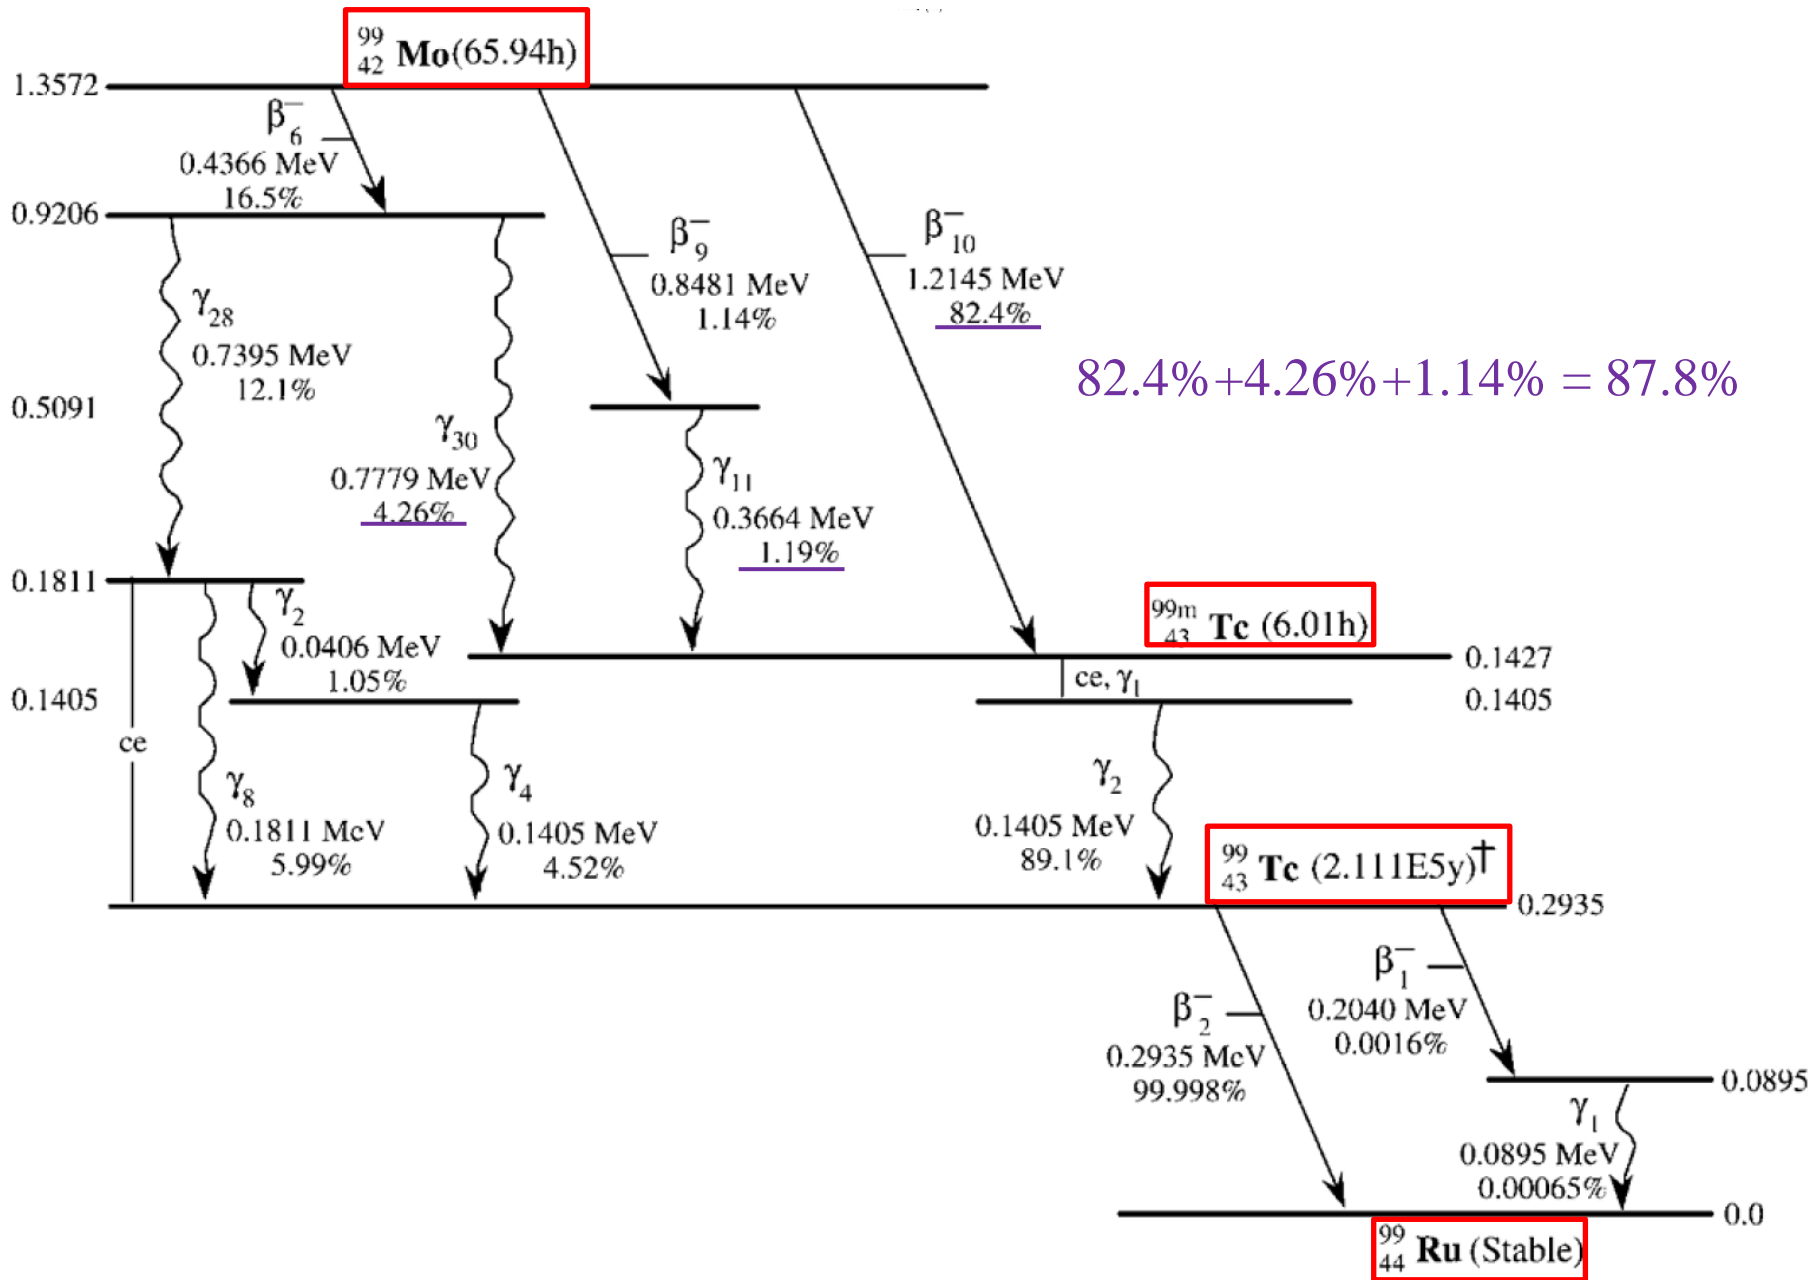 99
42 Mo(65.94h)
1.3572
β−6
0.4366 MeV
16.5%
0.9206
β−9
0.8481 MeV
1.14%
β−10
1.2145 MeV
82.4%
γ28
0.7395 MeV
12.1%
82.4%+4.26%+1.14% = 87.8%
0.5091
γ30
0.7779 MeV
4.26%
γ11
0.3664 MeV
1.19%
0.1811
γ2
0.0406 MeV
1.05%
99m
43 Tc (6.01h)
0.1427
ce, γ1
0.1405
0.1405
ce
γ8
0.1811 MeV
5.99%
γ4
0.1405 MeV
4.52%
γ2
0.1405 MeV
89.1%
99
43 Tc (2.111E5y)†
0.2935
β−1
0.2040 MeV
0.0016%
β−2
0.2935 MeV
99.998%
0.0895
γ1
0.0895 MeV
0.00065%
0.0
99
44 Ru (Stable)